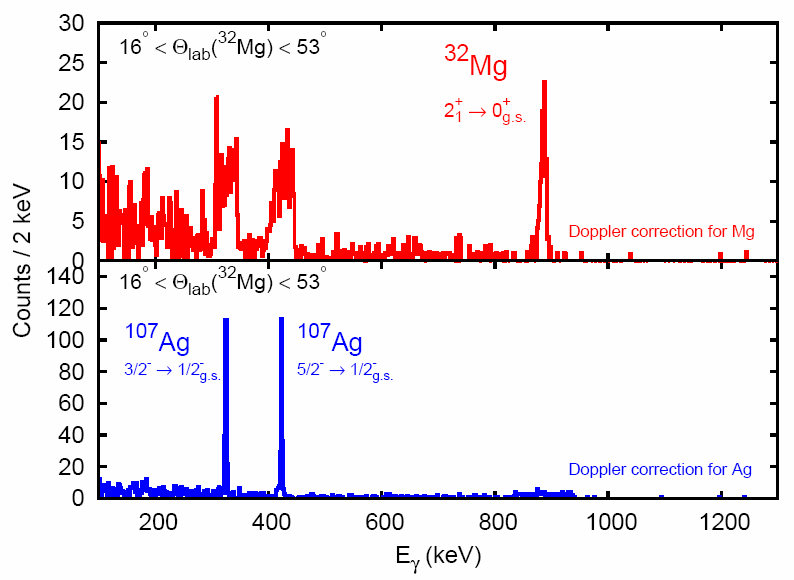 30
25
20
15
10
5
0
16° < Θlab(³²Mg) < 53°
³²Mg
2₁⁺ → 0⁺g.s.
Doppler correction for Mg
Counts / 2 keV
140
120
100
80
60
40
20
0
16° < Θlab(³²Mg) < 53°
¹⁰⁷Ag
3/2⁻ → 1/2⁻g.s.
¹⁰⁷Ag
5/2⁻ → 1/2⁻g.s.
Doppler correction for Ag
200 400 600 800 1000 1200
Eγ (keV)